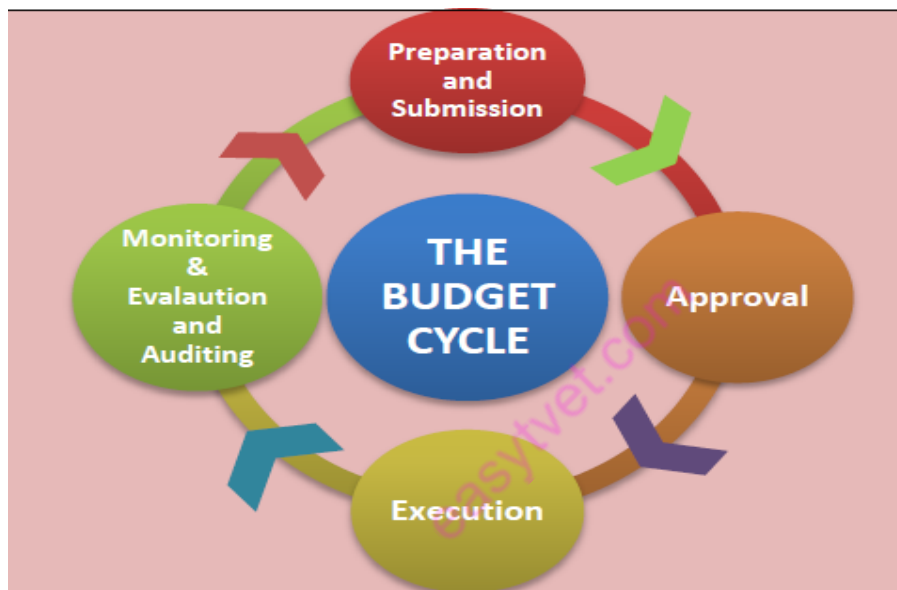 Preparation
and
Submission
Monitoring
&
Evalaution
and
Auditing
THE
BUDGET
CYCLE
Approval
Execution
easytvet.com